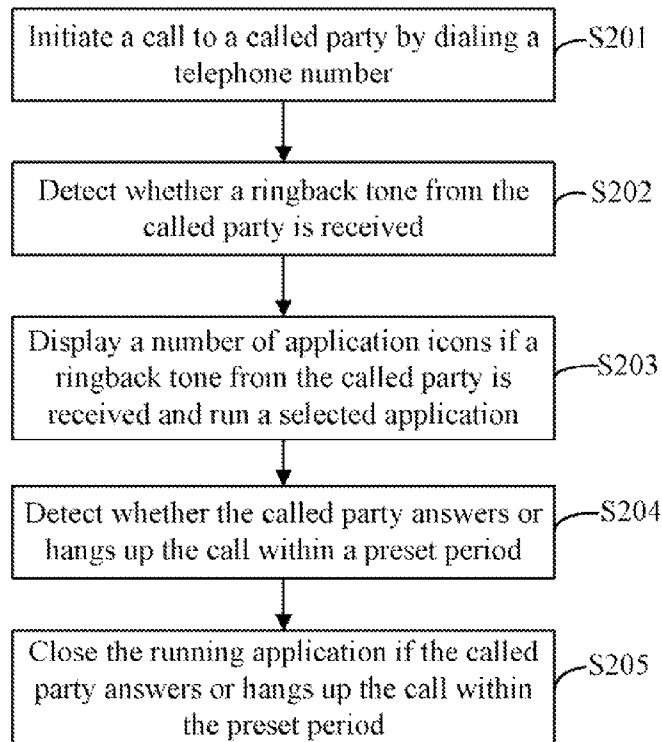 Initiate a call to a called party by dialing a
telephone number
S201
Detect whether a ringback tone from the
called party is received
S202
Display a number of application icons if a
ringback tone from the called party is
received and run a selected application
S203
Detect whether the called party answers or
hangs up the call within a preset period
S204
Close the running application if the called
party answers or hangs up the call within
the preset period
S205